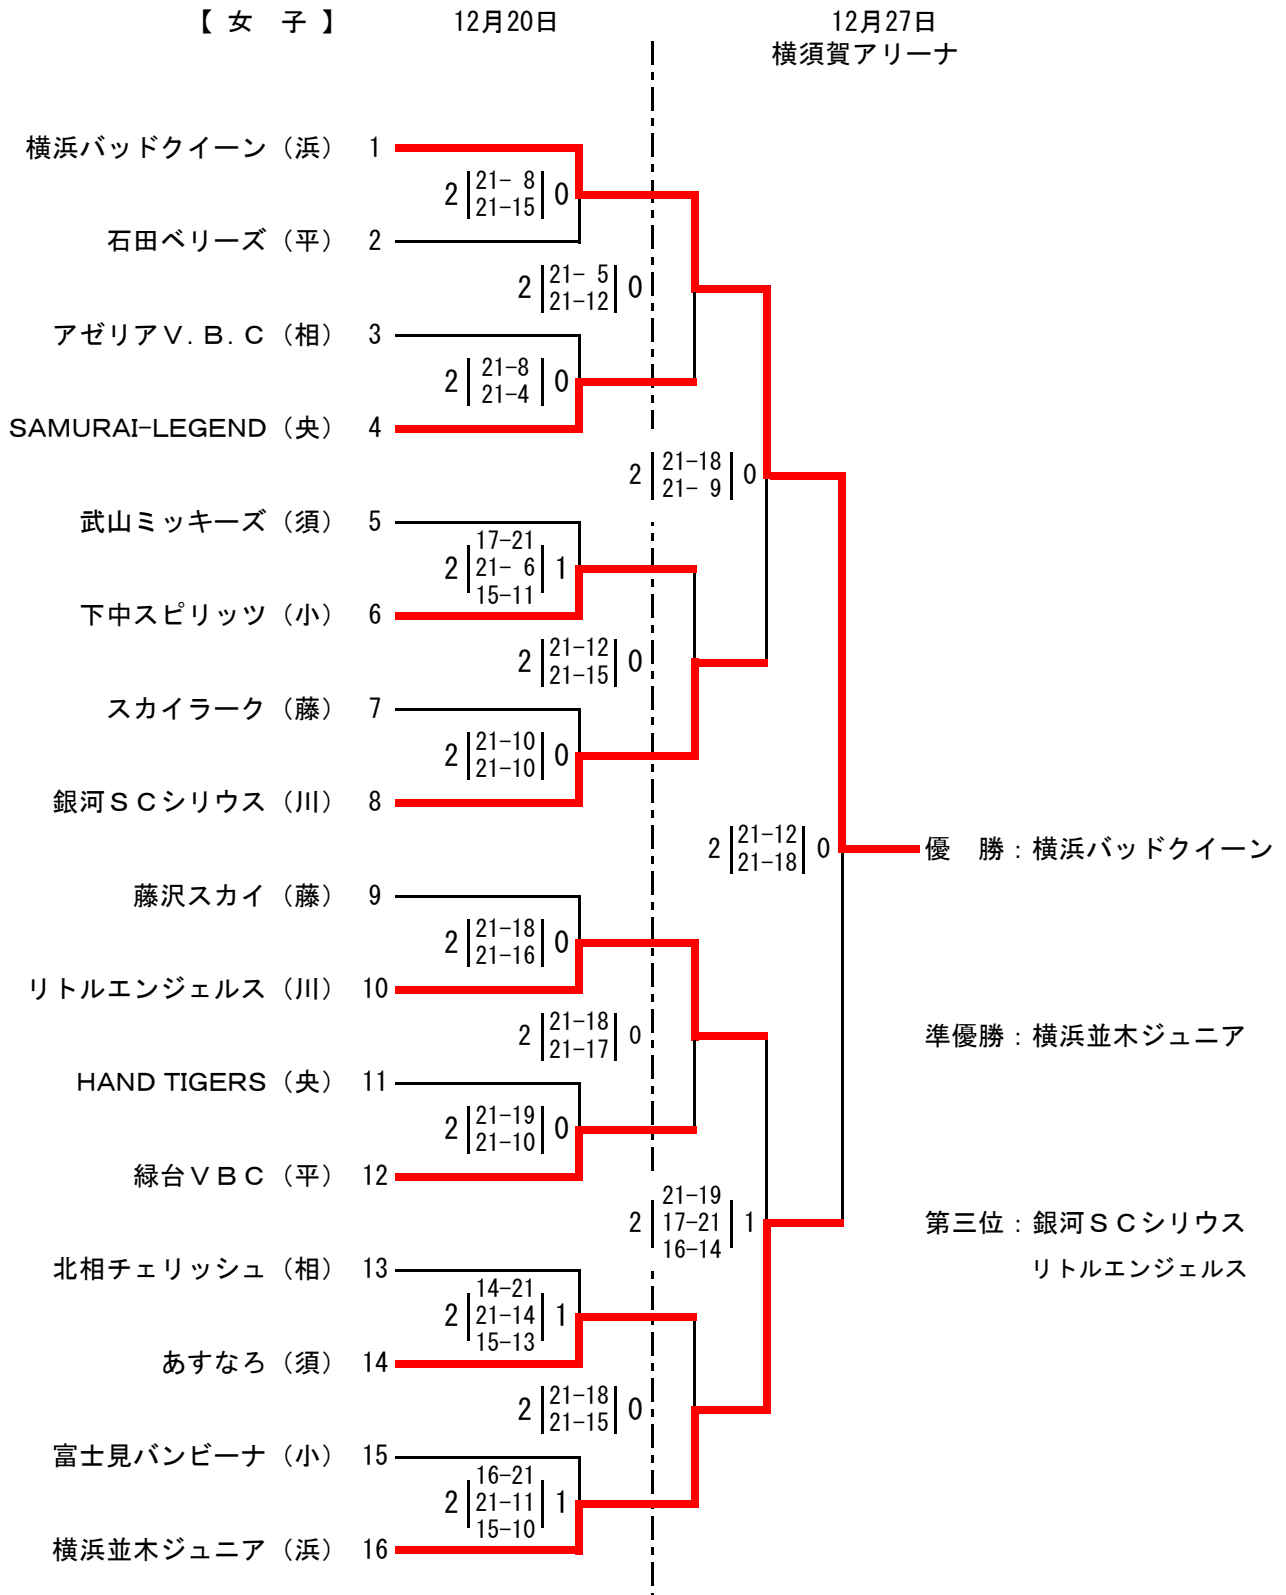 【 女　子 】　12月20日　12月27日
横須賀アリーナ
横浜バッドクイーン（浜） 1
2 21- 8 0
21-15
石田ベリーズ（平） 2
2 21- 5 0
21-12
アゼリアＶ．Ｂ．Ｃ（相） 3
2 21-8 0
21-4
SAMURAI-LEGEND（央） 4
2 21-18 0
21- 9
武山ミッキーズ（須） 5
17-21
2 21- 6 1
15-11
下中スピリッツ（小） 6
2 21-12 0
21-15
スカイラーク（藤） 7
2 21-10 0
21-10
銀河ＳＣシリウス（川） 8
2 21-12 0
21-18
優　勝：横浜バッドクイーン
藤沢スカイ（藤） 9
2 21-18 0
21-16
リトルエンジェルス（川） 10
2 21-18 0
21-17
準優勝：横浜並木ジュニア
HAND TIGERS（央） 11
2 21-19 0
21-10
緑台ＶＢＣ（平） 12
21-19
2 17-21 1
16-14
第三位：銀河ＳＣシリウス
リトルエンジェルス
北相チェリッシュ（相） 13
14-21
2 21-14 1
15-13
あすなろ（須） 14
2 21-18 0
21-15
富士見バンビーナ（小） 15
16-21
2 21-11 1
15-10
横浜並木ジュニア（浜） 16